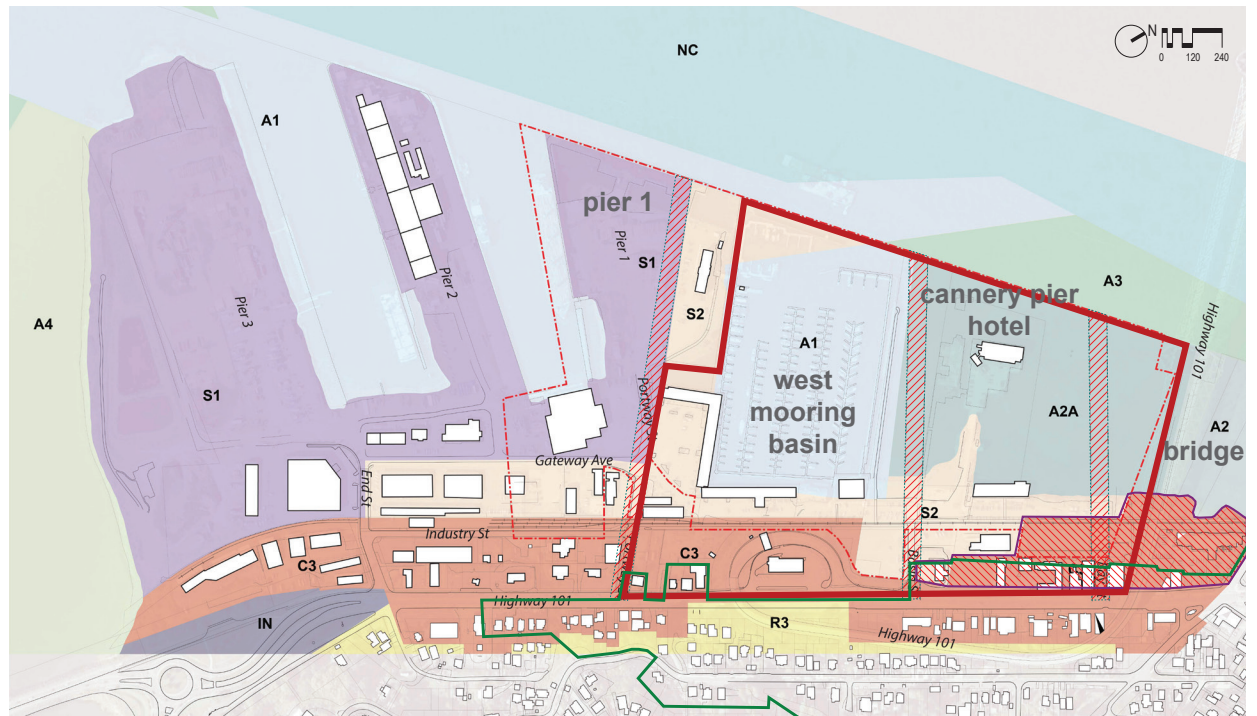 NC
N
0 120 240
A1
pier 1
Pier 1
S1
A3
cannery pier
hotel
Highway 101
Pier 2
Pier 3
S2
A4
A1
west
mooring
basin
S1
A2A
A2
bridge
Portway St
Gateway Ave
End St
S2
Industry St
C3
C3
Highway 101
IN
R3
Highway 101